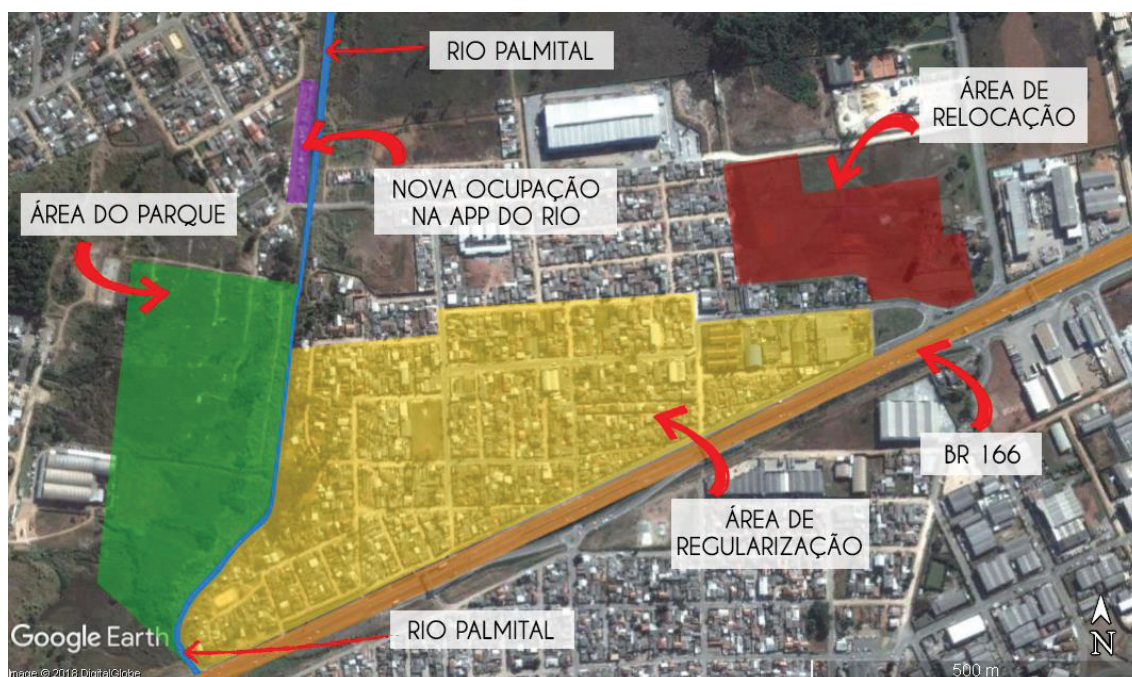 RIO PALMITAL
ÁREA DE
RELOCAÇÃO
NOVA OCUPAÇÃO
NA APP DO RIO
ÁREA DO PARQUE
BR 166
ÁREA DE
REGULARIZAÇÃO
RIO PALMITAL
Google Earth
N
Image © 2018 DigitalGlobe
500 m